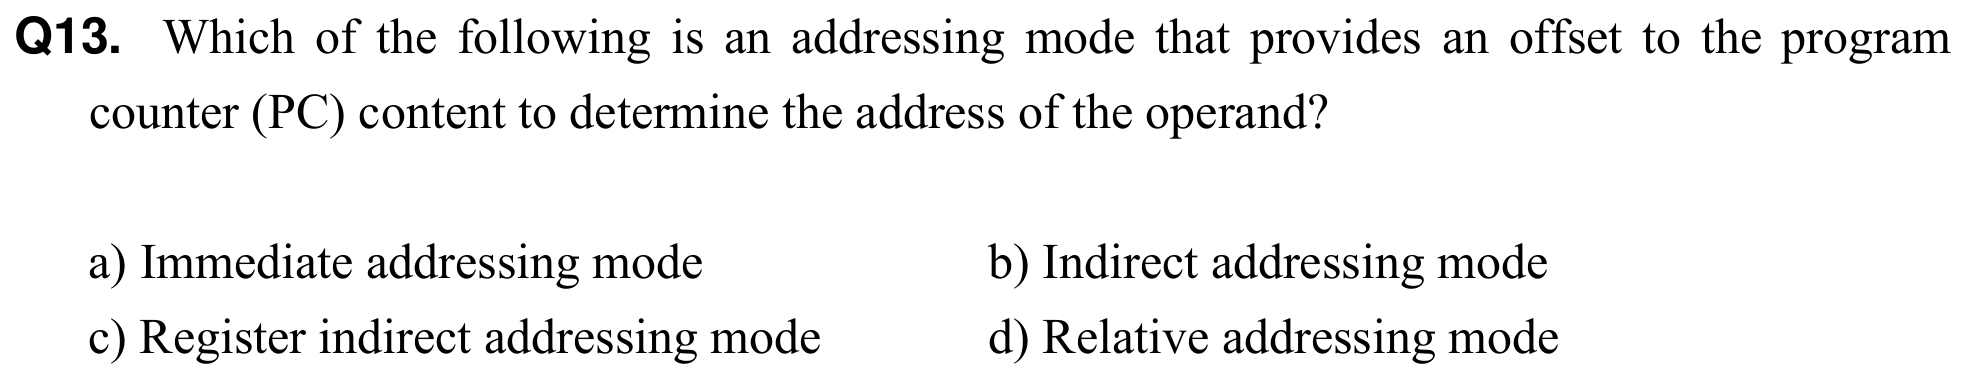 Q13. Which of the following is an addressing mode that provides an offset to the program
counter (PC) content to determine the address of the operand?
a) Immediate addressing mode b) Indirect addressing mode
c) Register indirect addressing mode d) Relative addressing mode